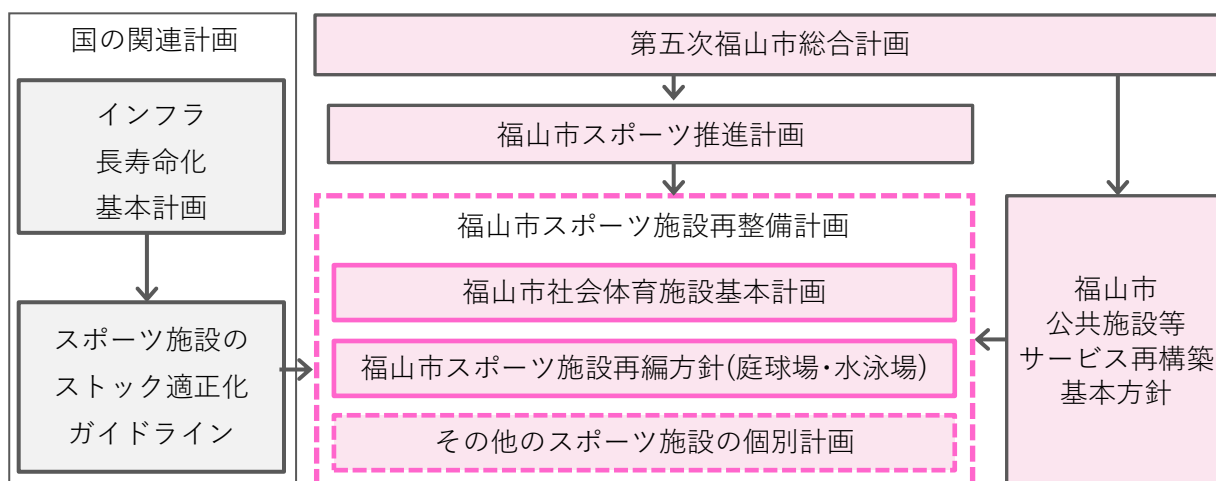 国の関連計画
インフラ
長寿命化
基本計画
スポーツ施設の
ストック適正化
ガイドライン
第五次福山市総合計画
福山市スポーツ推進計画
福山市スポーツ施設再整備計画
福山市社会体育施設基本計画
福山市スポーツ施設再編方針(庭球場・水泳場)
その他のスポーツ施設の個別計画
福山市
公共施設等
サービス再構築
基本方針